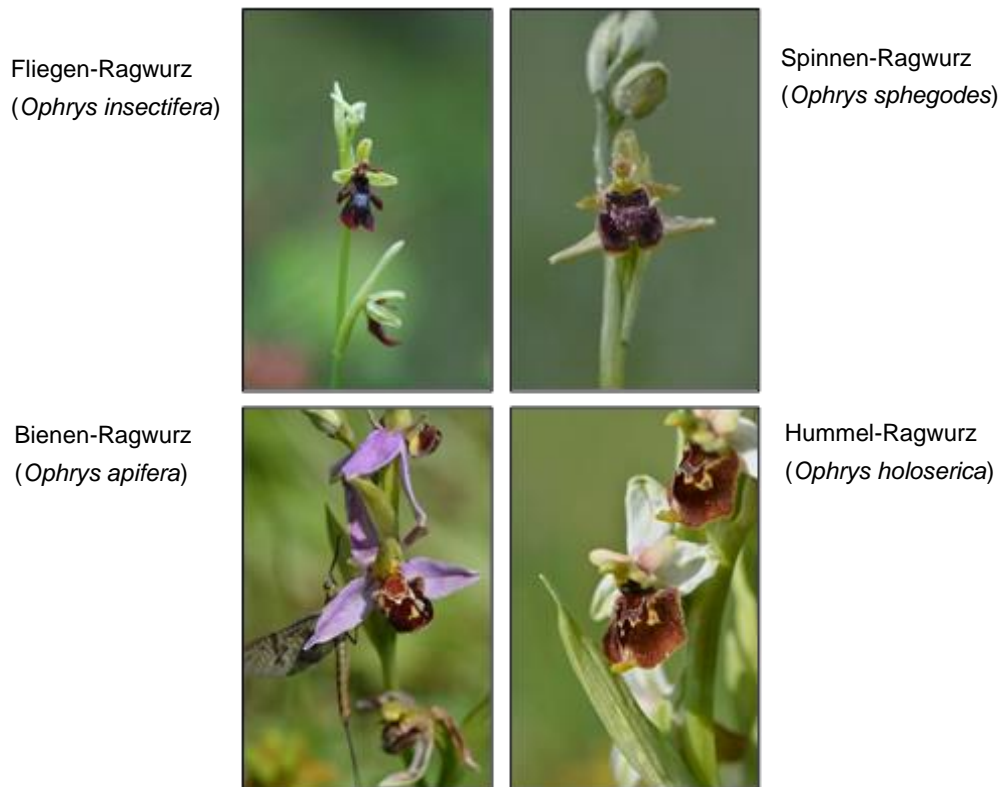 Fliegen-Ragwurz
(Ophrys insectifera)
Spinnen-Ragwurz
(Ophrys sphegodes)
Bienen-Ragwurz
(Ophrys apifera)
Hummel-Ragwurz
(Ophrys holoserica)